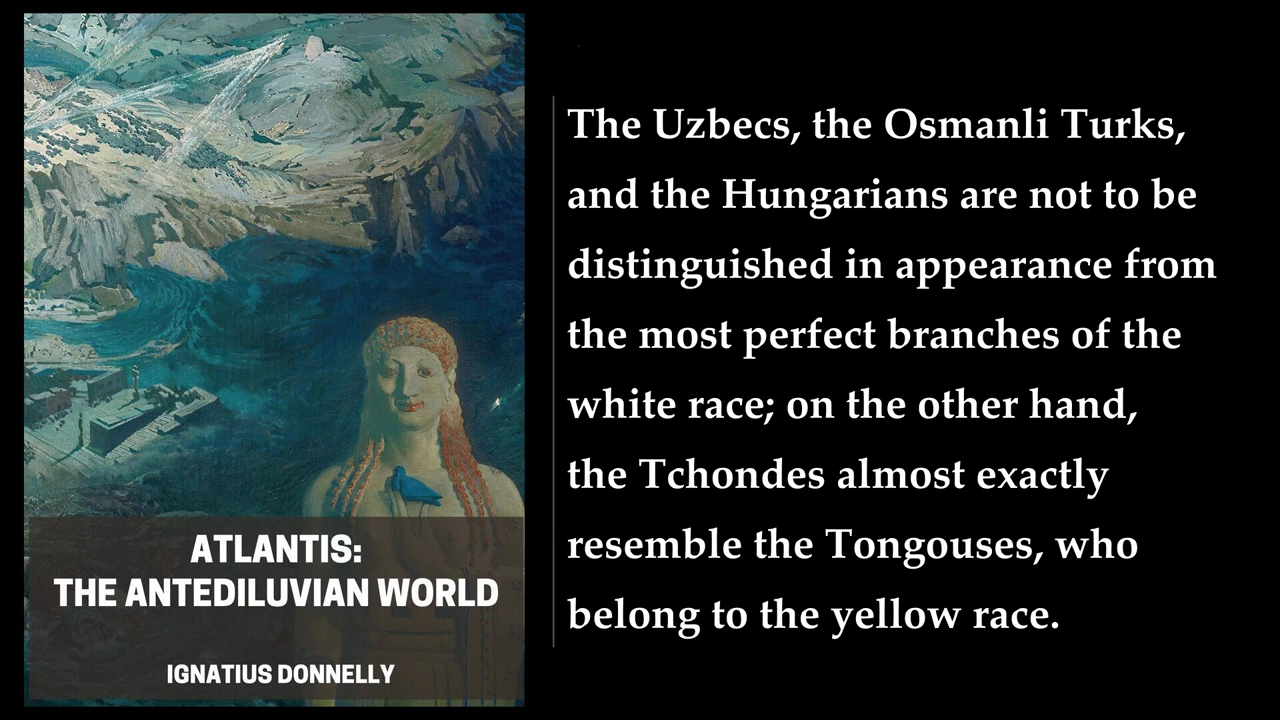 ATLANTIS:
THE ANTEDILUVIAN WORLD
IGNATIUS DONNELLY
The Uzbecs, the Osmanli Turks,
and the Hungarians are not to be
distinguished in appearance from
the most perfect branches of the
white race; on the other hand,
the Tchondes almost exactly
resemble the Tongouses, who
belong to the yellow race.